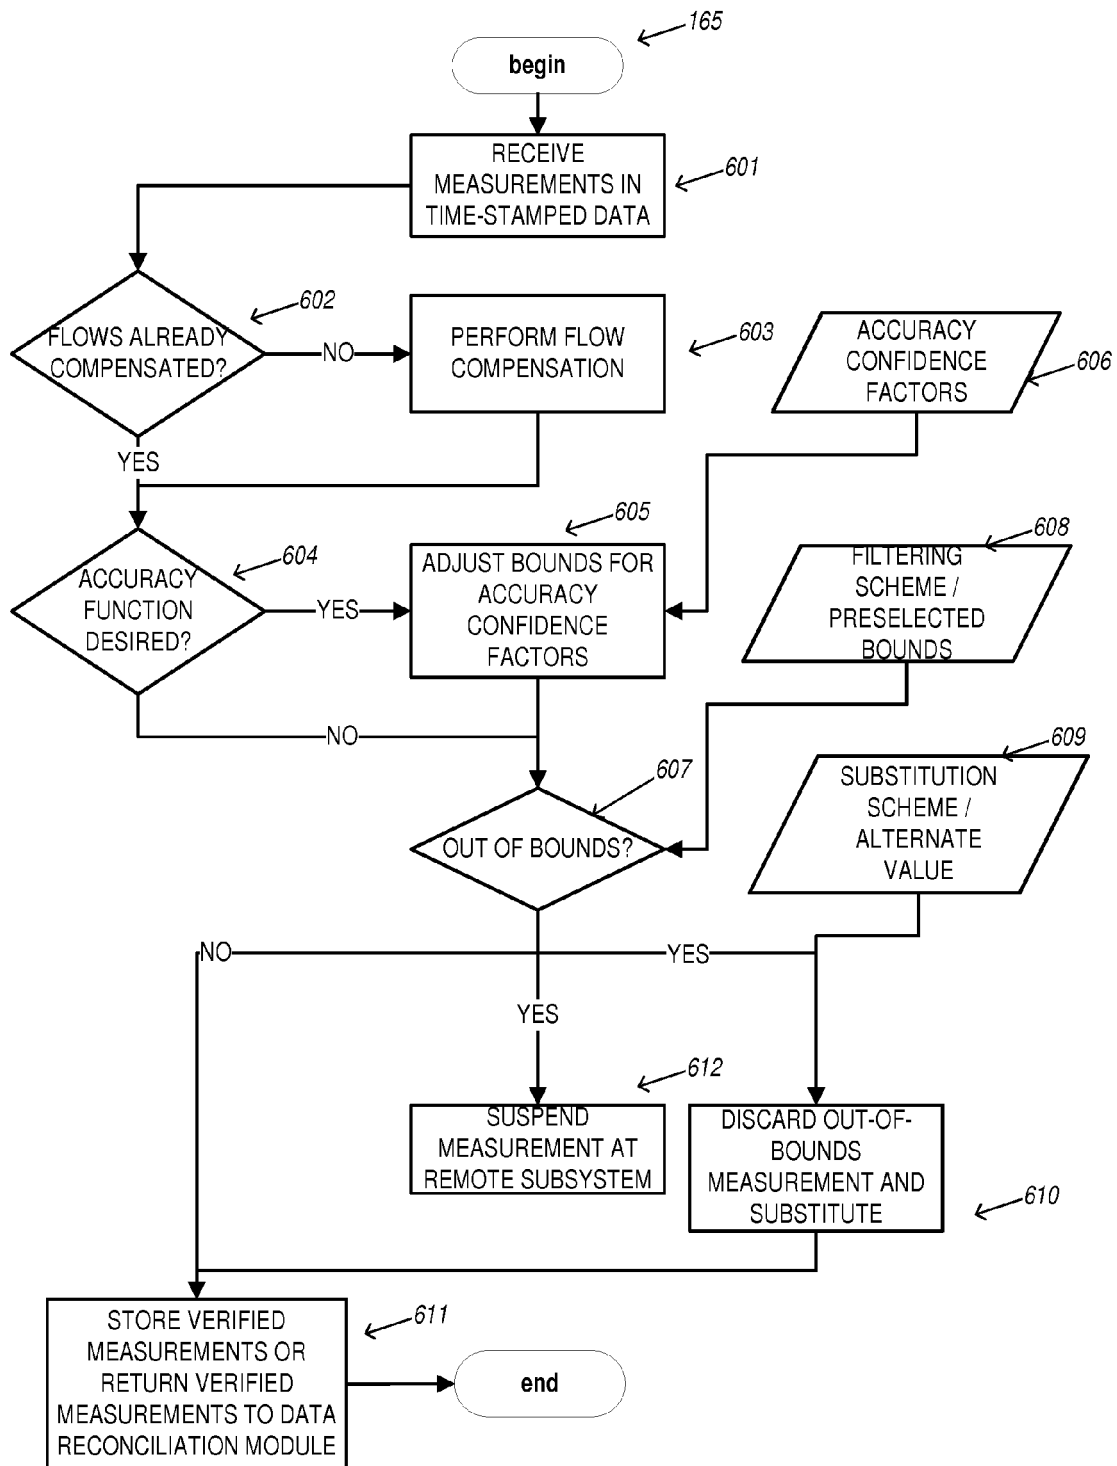 165
begin
RECEIVE
MEASUREMENTS IN
TIME-STAMPED DATA
601
602
FLOWS ALREADY
COMPENSATED?
NO
PERFORM FLOW
COMPENSATION
603
ACCURACY
CONFIDENCE
FACTORS
606
YES
604
ACCURACY
FUNCTION
DESIRED?
YES
605
ADJUST BOUNDS FOR
ACCURACY
CONFIDENCE
FACTORS
608
FILTERING
SCHEME /
PRESELECTED
BOUNDS
NO
607
OUT OF BOUNDS?
609
SUBSTITUTION
SCHEME /
ALTERNATE
VALUE
NO
YES
YES
612
SUSPEND
MEASUREMENT AT
REMOTE SUBSYSTEM
DISCARD OUT-OF-
BOUNDS
MEASUREMENT AND
SUBSTITUTE
610
STORE VERIFIED
MEASUREMENTS OR
RETURN VERIFIED
MEASUREMENTS TO DATA
RECONCILIATION MODULE
611
end